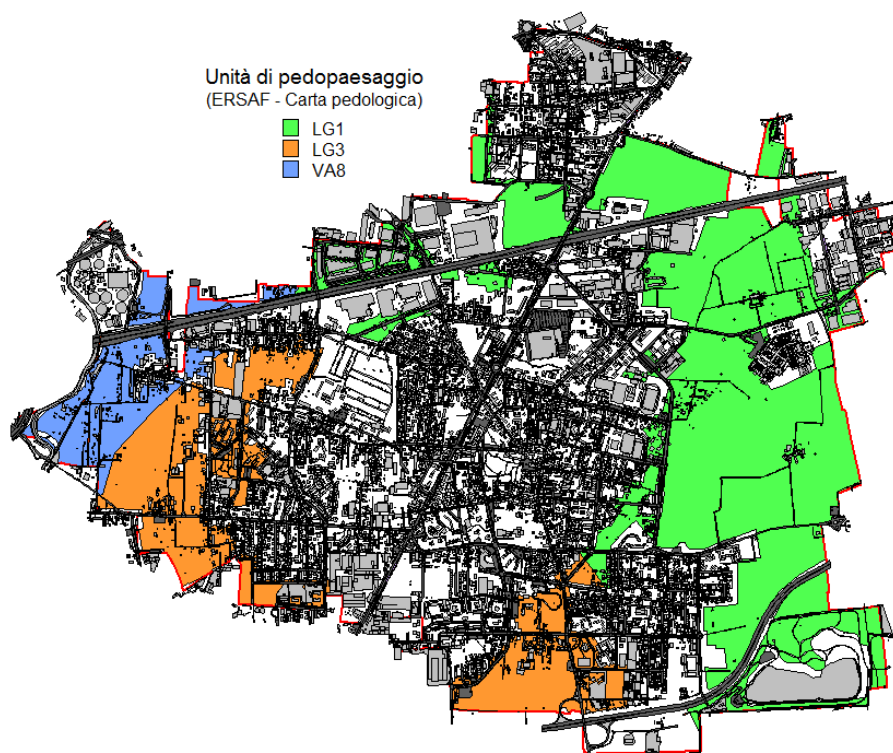 Unità di pedopaesaggio
(ERSAF - Carta pedologica)
LG1
LG3
VA8